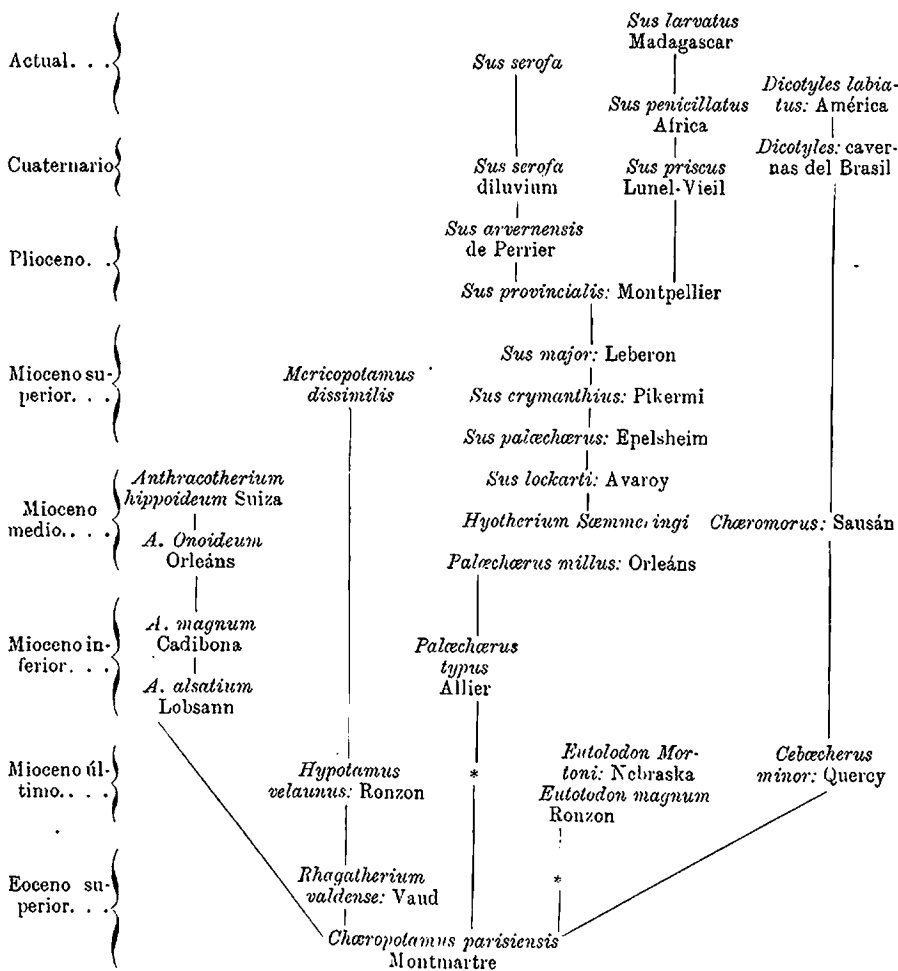 Sus larvatus
Madagascar
Actual. . .
Sus serofa
Dicotyles labia-
tus: América
Sus penicillatus
Africa
Dicotyles: caver-
nas del Brasil
Cuaternario
Sus serofa
diluvium
Sus priscus
Lunel-Vieil
Sus arvernensis
de Perrier
Plioceno. .
Sus provincialis: Montpellier
Sus major: Leberon
Mioceno su-
perior. . .
Mericopotamus
dissimilis
Sus crymanthius: Pikermi
Sus palæchærus: Epelsheim
Anthracotherium
hippoideum Suiza
Sus lockarti: Avaroy
Mioceno
medio. . . .
Hyotherium Sæmmeringi
Chæromorus: Sausán
A. Onoideum
Orleáns
Palæchærus millus: Orleáns
Mioceno in-
ferior. . .
A. magnum
Cadibona
Palæchærus
typus
Allier
A. alsatium
Lobsann
Mioceno úl-
timo. . . .
Hypotamus
velaunus: Ronzon
*
Eutolodon Mor-
toni: Nebraska
Eutotodon magnum
Ronzon
Cebæcherus
minor: Quercy
Eoceno su-
perior. . .
Rhagatherium
valdense: Vaud
*
Chæropotamus parisiensis
Montmartre